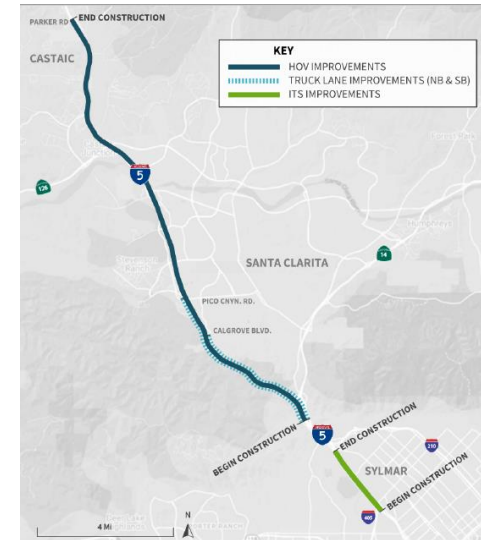 PARKER RD
END CONSTRUCTION
CASTAIC
KEY
HOV IMPROVEMENTS
TRUCK LANE IMPROVEMENTS (NB & SB)
ITS IMPROVEMENTS
5
126
14
SANTA CLARITA
PICO CNYN. RD.
CALGROVE BLVD.
BEGIN CONSTRUCTION
5
END CONSTRUCTION
210
SYLMAR
BEGIN CONSTRUCTION
405
4 Mi
N